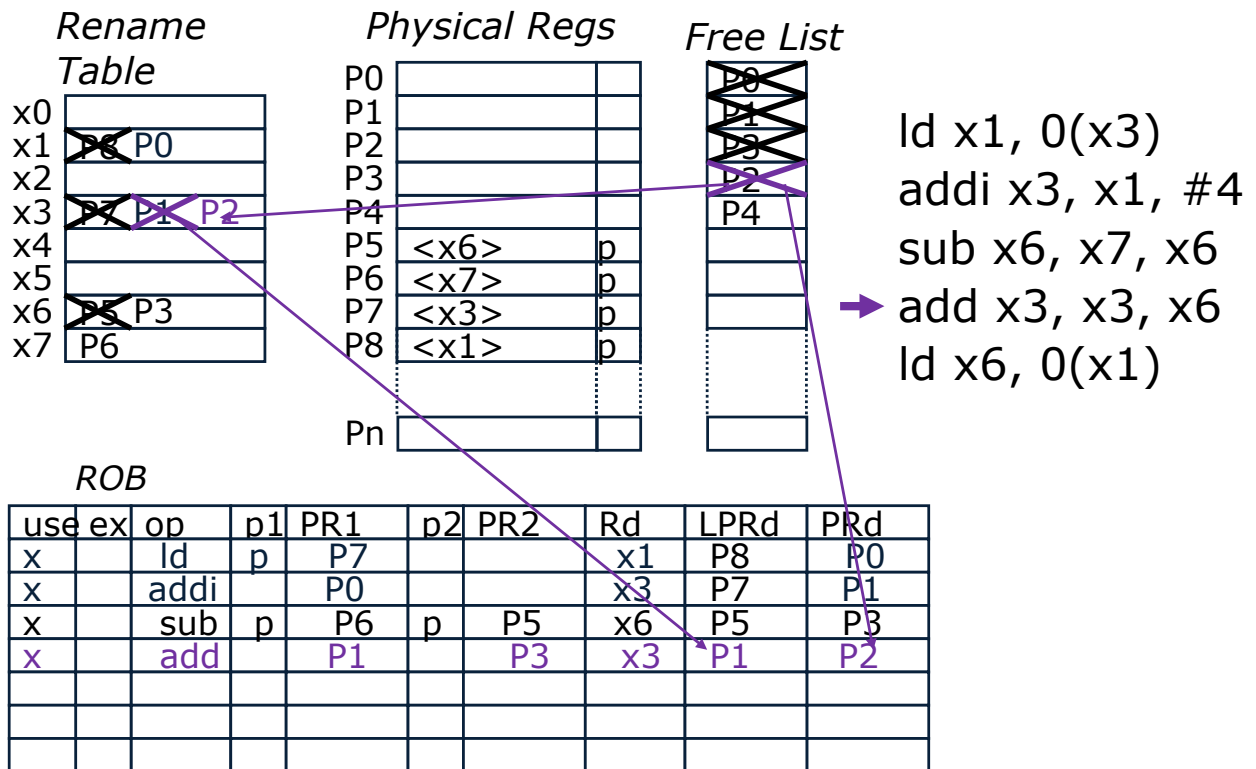 Rename
Table
Physical Regs
Free List
x0
x1 P8 P0
x2
x3 P7 P1 P2
x4
x5
x6 P5 P3
x7 P6
P0
P1
P2
P3
P4
P5 <x6> p
P6 <x7> p
P7 <x3> p
P8 <x1> p
Pn
P0
P1
P3
P2
P4
ld x1, 0(x3)
addi x3, x1, #4
sub x6, x7, x6
add x3, x3, x6
ld x6, 0(x1)
ROB
use ex op p1 PR1 p2 PR2 Rd LPRd PRd
x ld p P7 x1 P8 P0
x addi P0 x3 P7 P1
x sub p P6 p P5 x6 P5 P3
x add P1 P3 x3 P1 P2